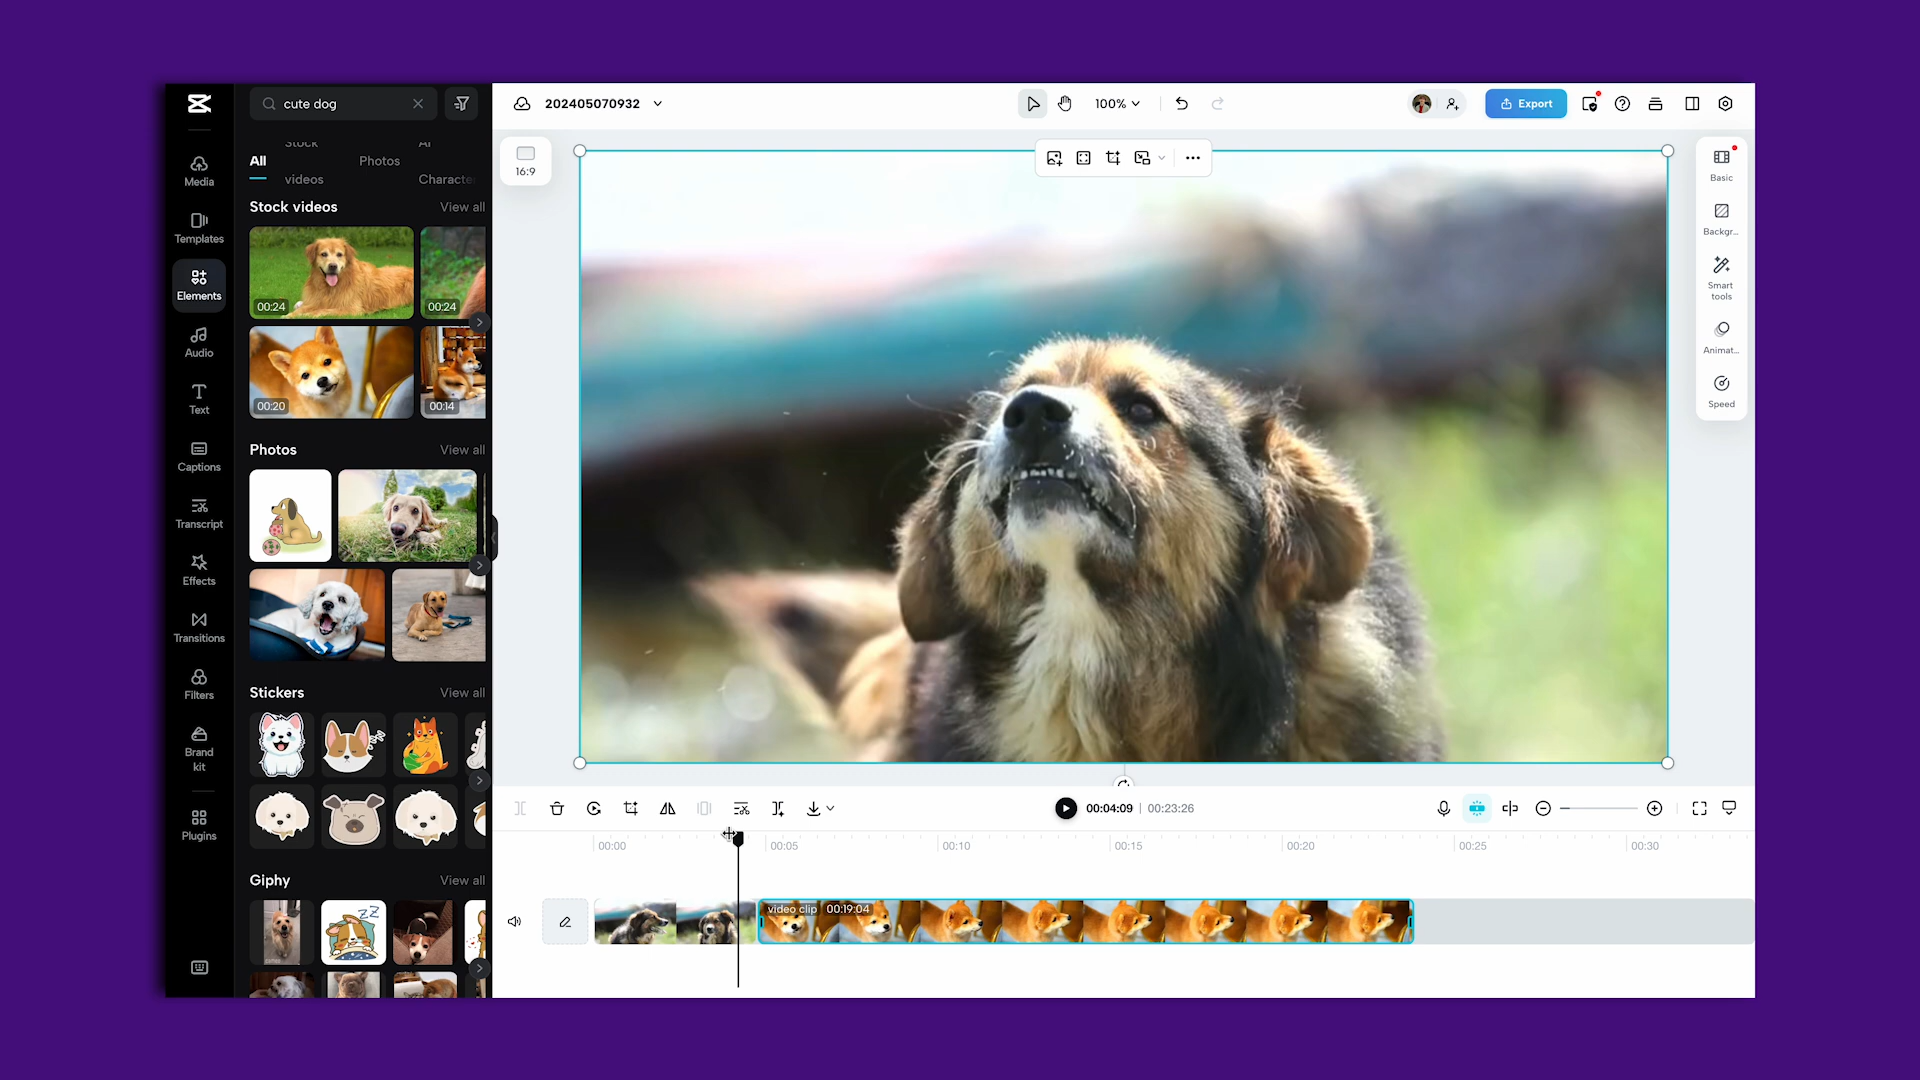 cute dog
202405070932
100%
Export
16:9
Media
Templates
Elements
Audio
Text
Captions
Transcript
Effects
Transitions
Filters
Brand
kit
Plugins
All
Stock
videos
Photos
AI
Characte
Stock videos
View all
00:24
00:24
00:20
00:14
Photos
View all
Stickers
View all
Giphy
View all
Basic
Backgr...
Smart
tools
Animat...
Speed
00:04:09 | 00:23:26
00:00
00:05
00:10
00:15
00:20
00:25
00:30
video clip 00:19:04